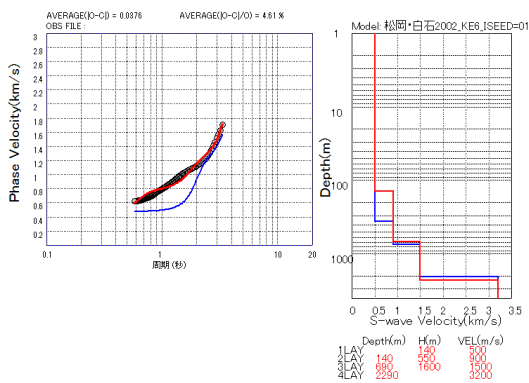 AVERAGE(|O-C|) = 0.0376 AVERAGE(|O-C|/O) = 4.61 %
OBS FILE :
Phase Velocity(km/s)
3
2.8
2.6
2.4
2.2
2
1.8
1.6
1.4
1.2
1
0.8
0.6
0.4
0.2
0.1 1 10 20
周期(秒)
Model: 松岡・白石2002_KE6_ISEED=01
Depth(m)
1
10
100
1000
0 0.5 1 1.5 2 2.5 3 3.5
S-wave Velocity(km/s)
Depth(m) H(m) VEL(m/s)
1LAY 140 500
2LAY 140 550 900
3LAY 690 1600 1500
4LAY 2290 3200